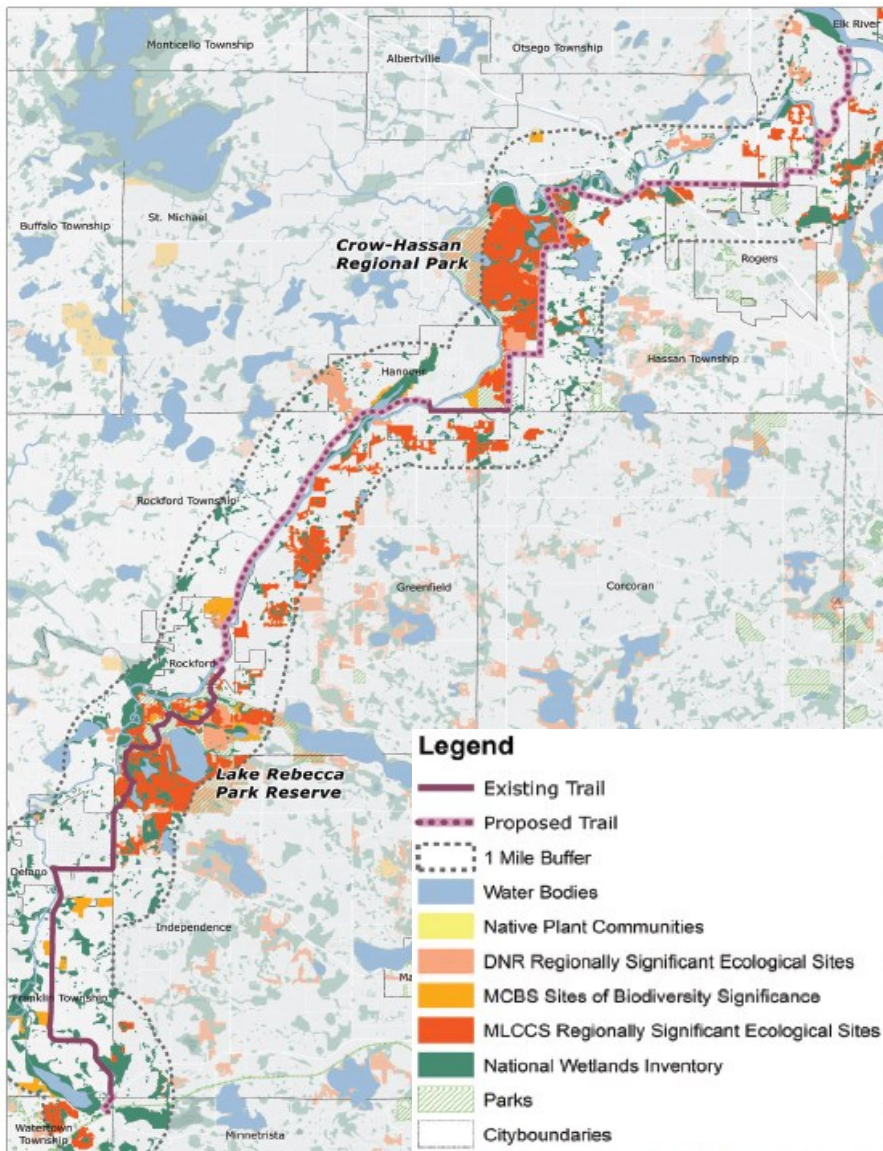 Elk River
Monticello Township
Otsego Township
Albertville
St. Michael
Buffalo Township
Crow-Hassan
Regional Park
Rogers
Hassan Township
Hanover
Rockford Township
Greenfield
Corcoran
Rockford
Lake Rebecca
Park Reserve
Delano
Independence
Franklin Township
Watertown
Township
Minnetrista
Legend
Existing Trail
Proposed Trail
1 Mile Buffer
Water Bodies
Native Plant Communities
DNR Regionally Significant Ecological Sites
MCBS Sites of Biodiversity Significance
MLCCS Regionally Significant Ecological Sites
National Wetlands Inventory
Parks
Cityboundaries